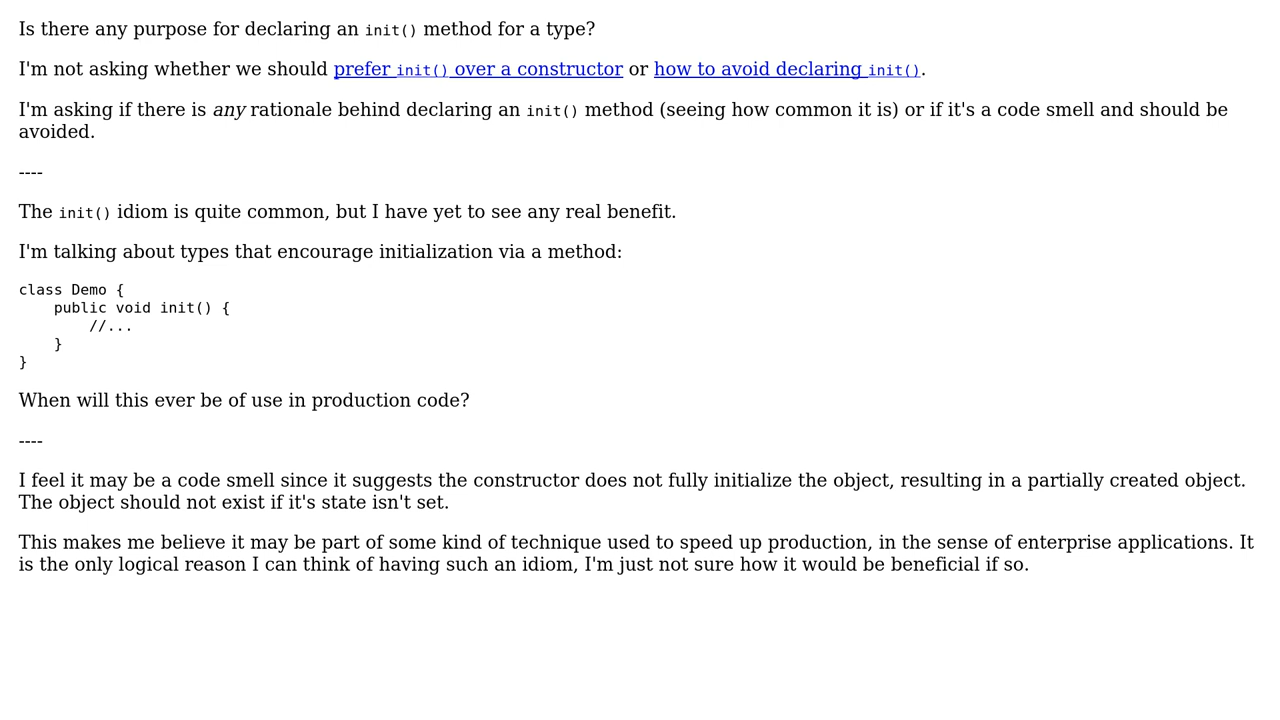 Is there any purpose for declaring an init() method for a type?
I'm not asking whether we should prefer init() over a constructor or how to avoid declaring init().
I'm asking if there is any rationale behind declaring an init() method (seeing how common it is) or if it's a code smell and should be
avoided.
----
The init() idiom is quite common, but I have yet to see any real benefit.
I'm talking about types that encourage initialization via a method:
class Demo {
    public void init() {
        //...
    }
}
When will this ever be of use in production code?
----
I feel it may be a code smell since it suggests the constructor does not fully initialize the object, resulting in a partially created object.
The object should not exist if it's state isn't set.
This makes me believe it may be part of some kind of technique used to speed up production, in the sense of enterprise applications. It
is the only logical reason I can think of having such an idiom, I'm just not sure how it would be beneficial if so.